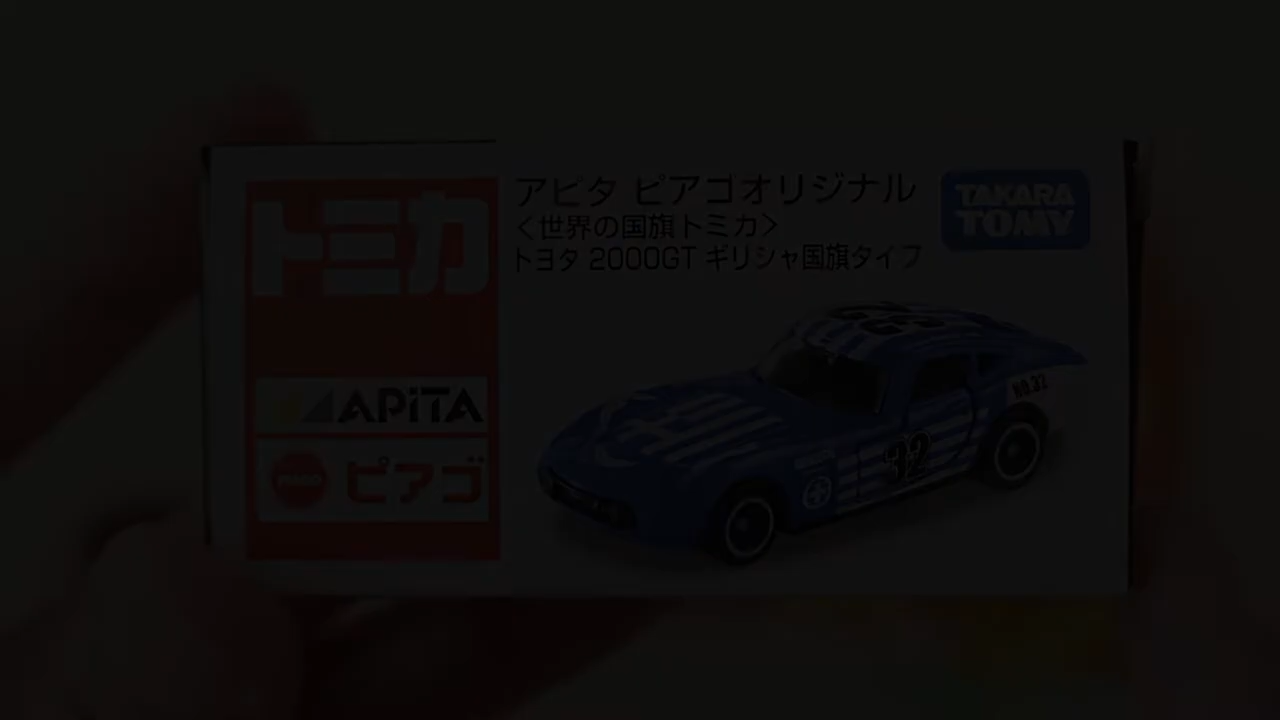 トミカ
アピタ ピアゴオリジナル
<世界の国旗トミカ>
トヨタ 2000GT ギリシャ国旗タイプ
TAKARA
TOMY
APiTA
ピアゴ
NO.32
32